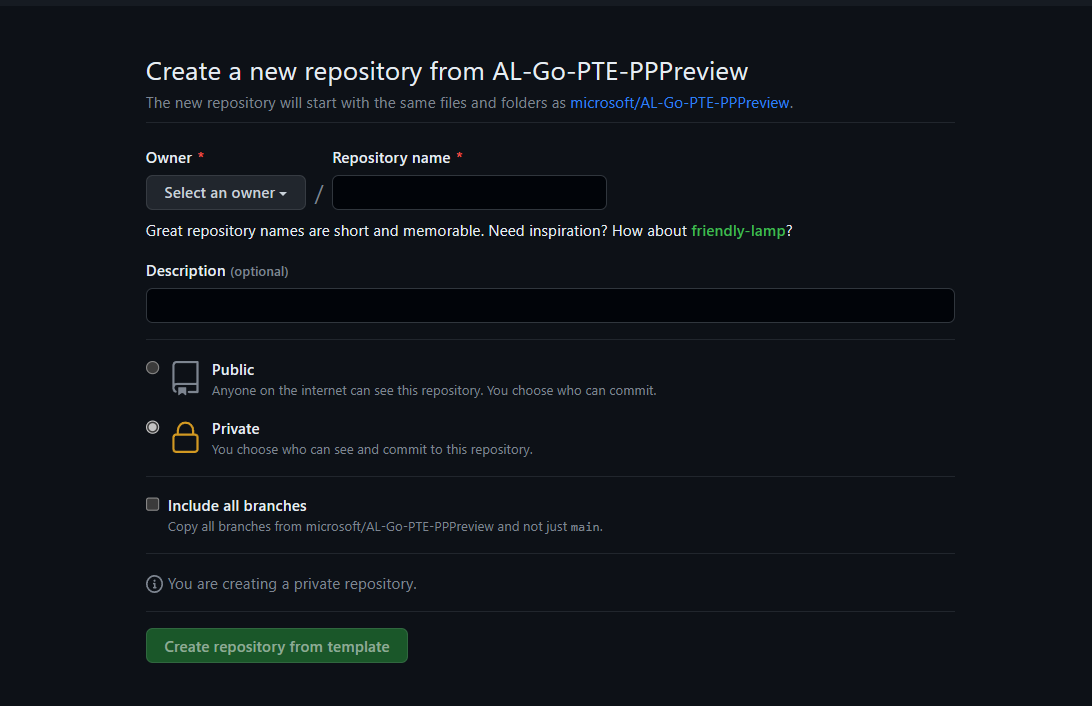 Create a new repository from AL-Go-PTE-PPPreview
The new repository will start with the same files and folders as microsoft/AL-Go-PTE-PPPreview.
Owner *
Repository name *
Select an owner
/
Great repository names are short and memorable. Need inspiration? How about friendly-lamp?
Description (optional)
Public
Anyone on the internet can see this repository. You choose who can commit.
Private
You choose who can see and commit to this repository.
Include all branches
Copy all branches from microsoft/AL-Go-PTE-PPPreview and not just main.
You are creating a private repository.
Create repository from template